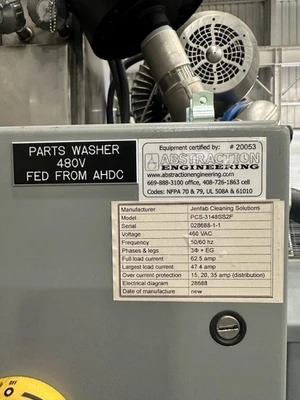 PARTS WASHER
480V
FED FROM AHDC
Equipment certified by: # 20053
ABSTRACTION
ENGINEERING INC
www.abstractionengineering.com
669-888-3100 office, 408-726-1863 cell
Codes: NFPA 70 & 79, UL 508A & 61010
Manufacturer Jenfab Cleaning Solutions
Model PCS-3148SS2F
Serial 028688-1-1
Voltage 460 VAC
Frequency 50/60 hz
Phases & legs 3Φ + EG
Full load current 62.5 amp
Largest load current 47.4 amp
Over current protection 15, 20, 35 amp (distribution)
Electrical diagram 28688
Date of manufacture new
OFF